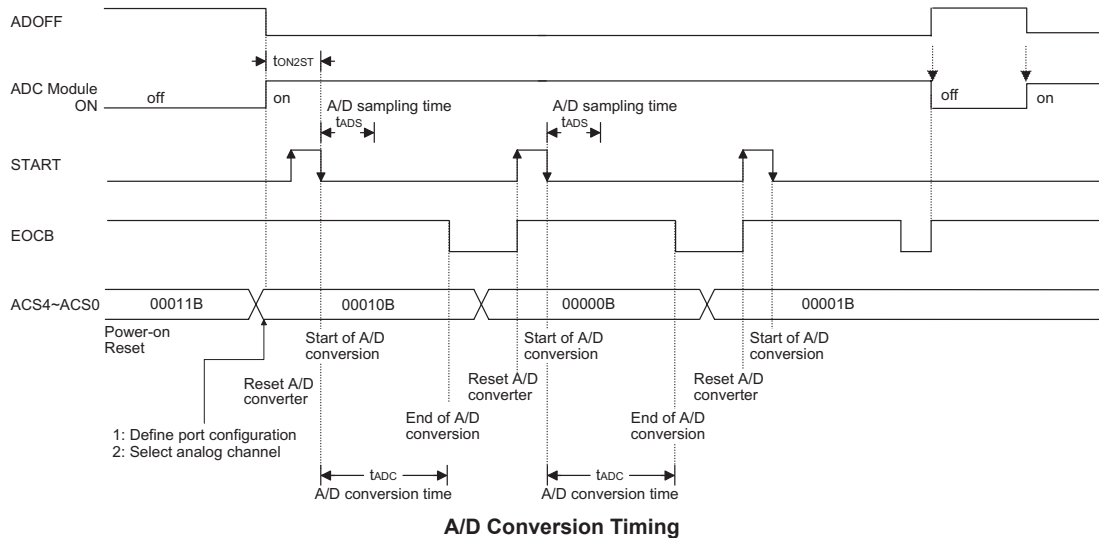 ADOFF
tON2ST
ADC Module
ON
off
on
off
on
A/D sampling time
tADS
A/D sampling time
tADS
START
EOCB
ACS4~ACS0
00011B
00010B
00000B
00001B
Power-on
Reset
Start of A/D
conversion
Start of A/D
conversion
Start of A/D
conversion
Reset A/D
converter
Reset A/D
converter
Reset A/D
converter
End of A/D
conversion
End of A/D
conversion
1: Define port configuration
2: Select analog channel
tADC
A/D conversion time
tADC
A/D conversion time
A/D Conversion Timing